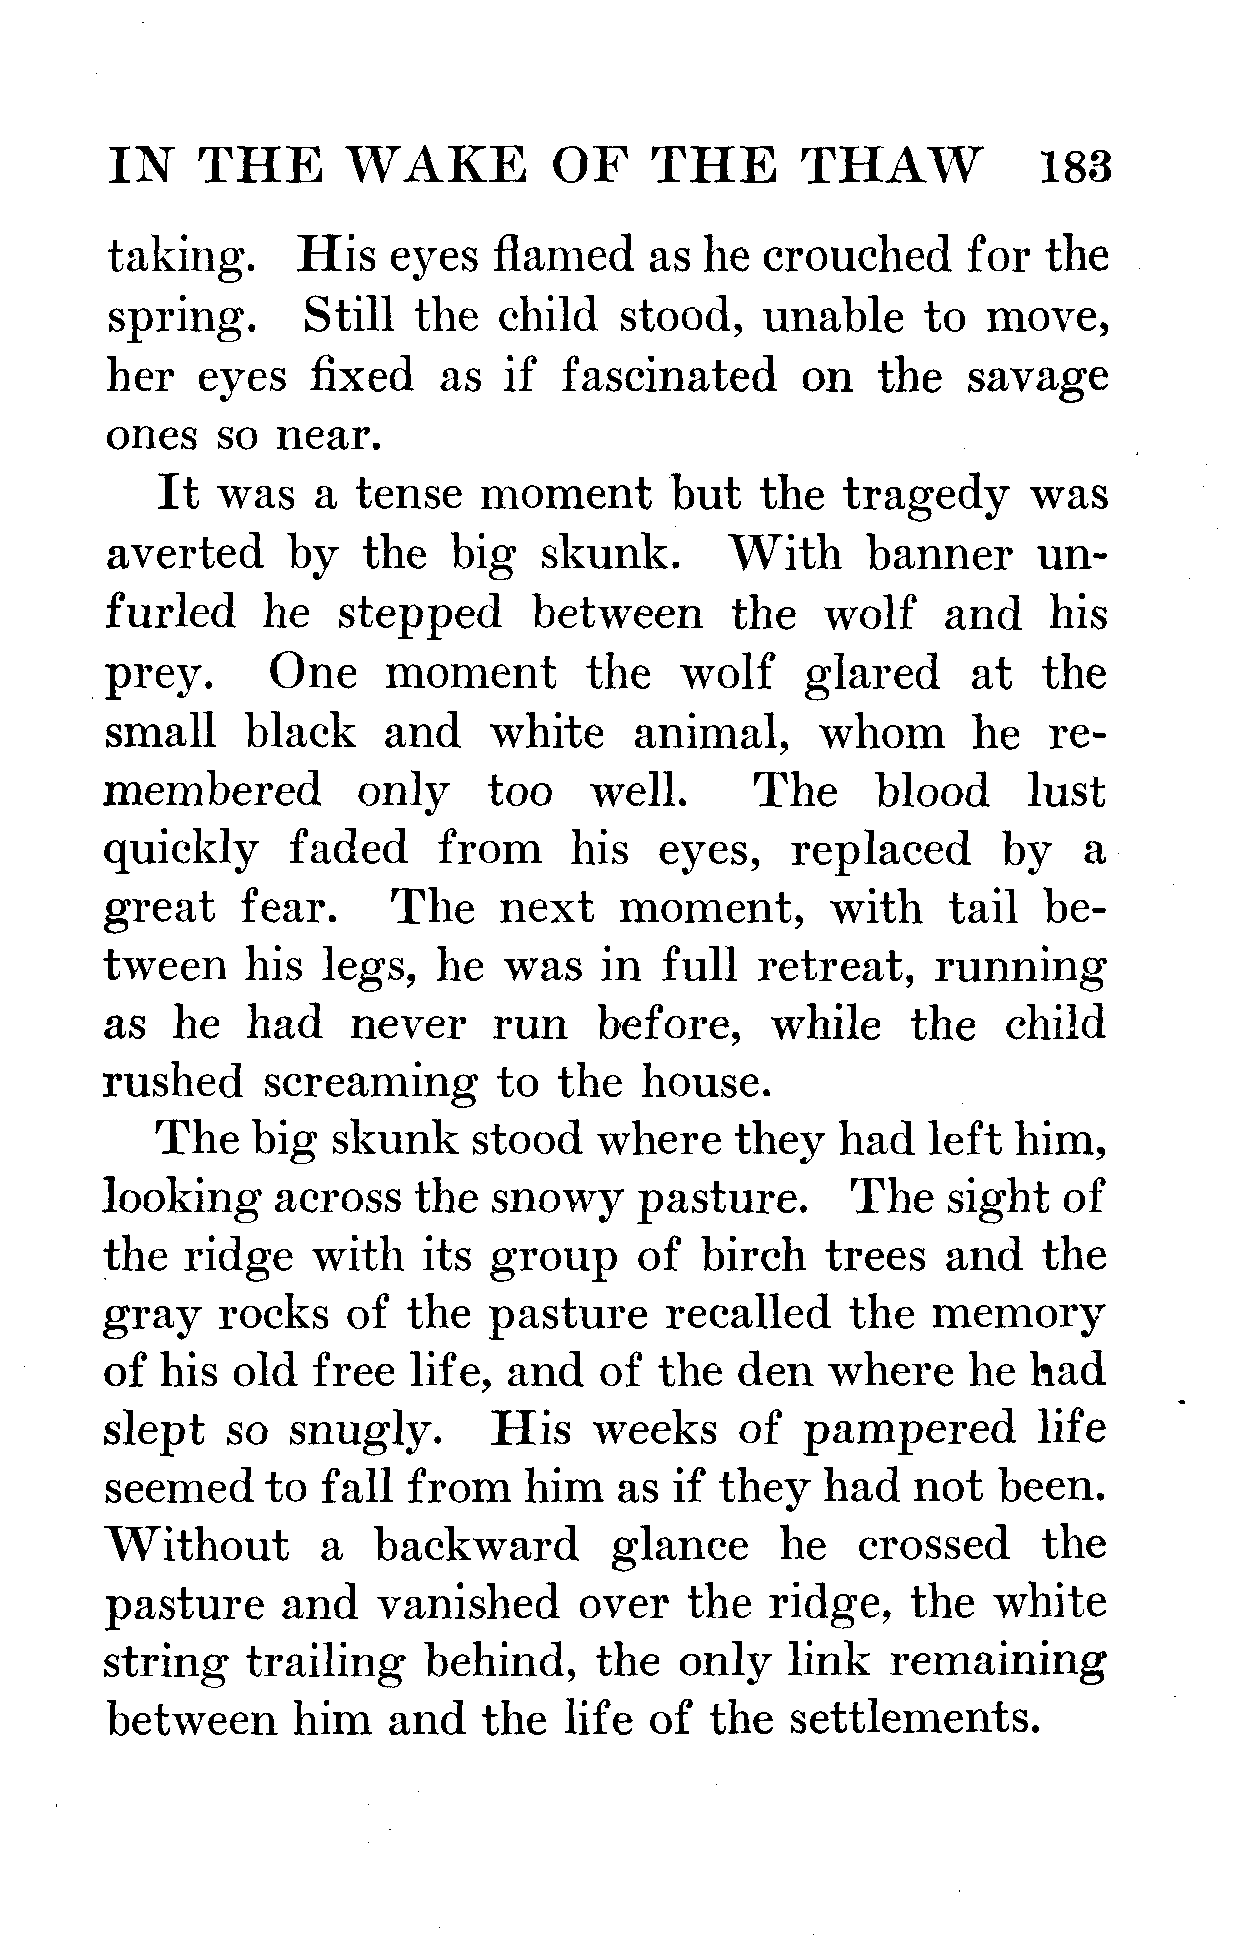 IN THE WAKE OF THE THAW 183
taking. His eyes flamed as he crouched for the
spring. Still the child stood, unable to move,
her eyes fixed as if fascinated on the savage
ones so near.
It was a tense moment but the tragedy was
averted by the big skunk. With banner un-
furled he stepped between the wolf and his
prey. One moment the wolf glared at the
small black and white animal, whom he re-
membered only too well. The blood lust
quickly faded from his eyes, replaced by a
great fear. The next moment, with tail be-
tween his legs, he was in full retreat, running
as he had never run before, while the child
rushed screaming to the house.
The big skunk stood where they had left him,
looking across the snowy pasture. The sight of
the ridge with its group of birch trees and the
gray rocks of the pasture recalled the memory
of his old free life, and of the den where he had
slept so snugly. His weeks of pampered life
seemed to fall from him as if they had not been.
Without a backward glance he crossed the
pasture and vanished over the ridge, the white
string trailing behind, the only link remaining
between him and the life of the settlements.